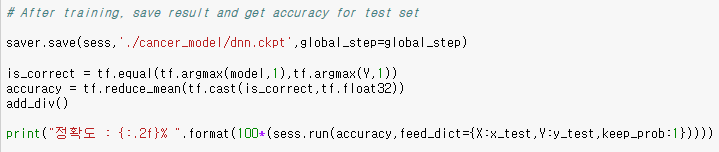 # After training, save result and get accuracy for test set
saver.save(sess,'./cancer_model/dnn.ckpt',global_step=global_step)
is_correct = tf.equal(tf.argmax(model,1),tf.argmax(Y,1))
accuracy = tf.reduce_mean(tf.cast(is_correct,tf.float32))
add_div()
print("정확도 : {:.2f}% ".format(100*(sess.run(accuracy,feed_dict={X:x_test,Y:y_test,keep_prob:1}))))